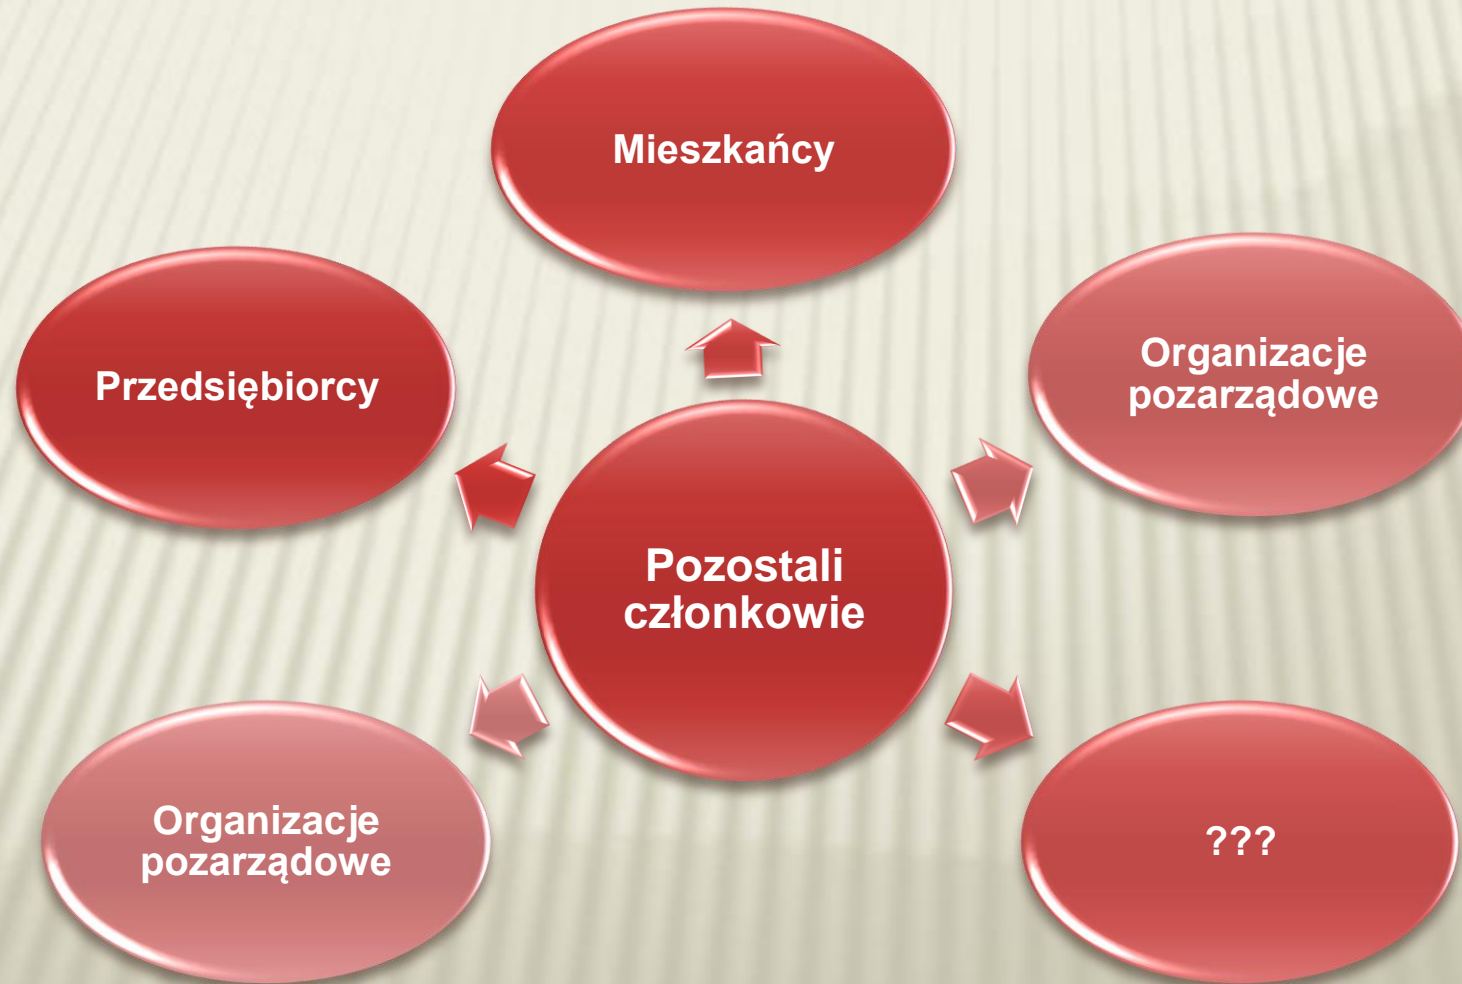 Mieszkańcy
Przedsiębiorcy
Organizacje
pozarządowe
Pozostali
członkowie
Organizacje
pozarządowe
???